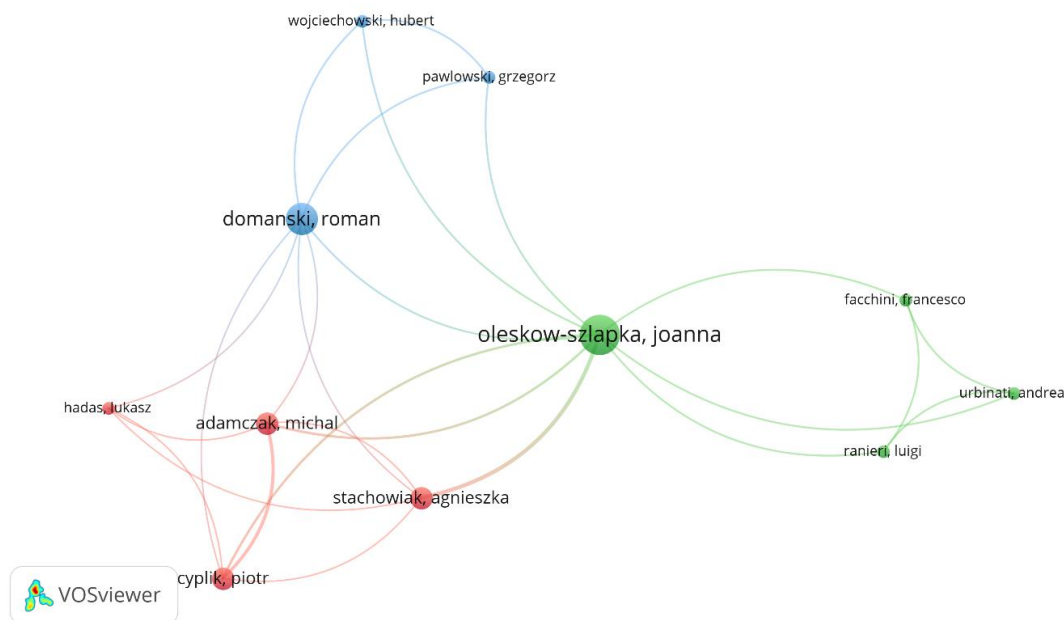 wojciechowski, hubert
pawlowski, grzegorz
domanski, roman
facchini, francesco
oleskow-szlapka, joanna
urbinati, andrea
hadas, lukasz
adamczak, michal
ranieri, luigi
stachowiak, agnieszka
cyplik, piotr
VOSviewer